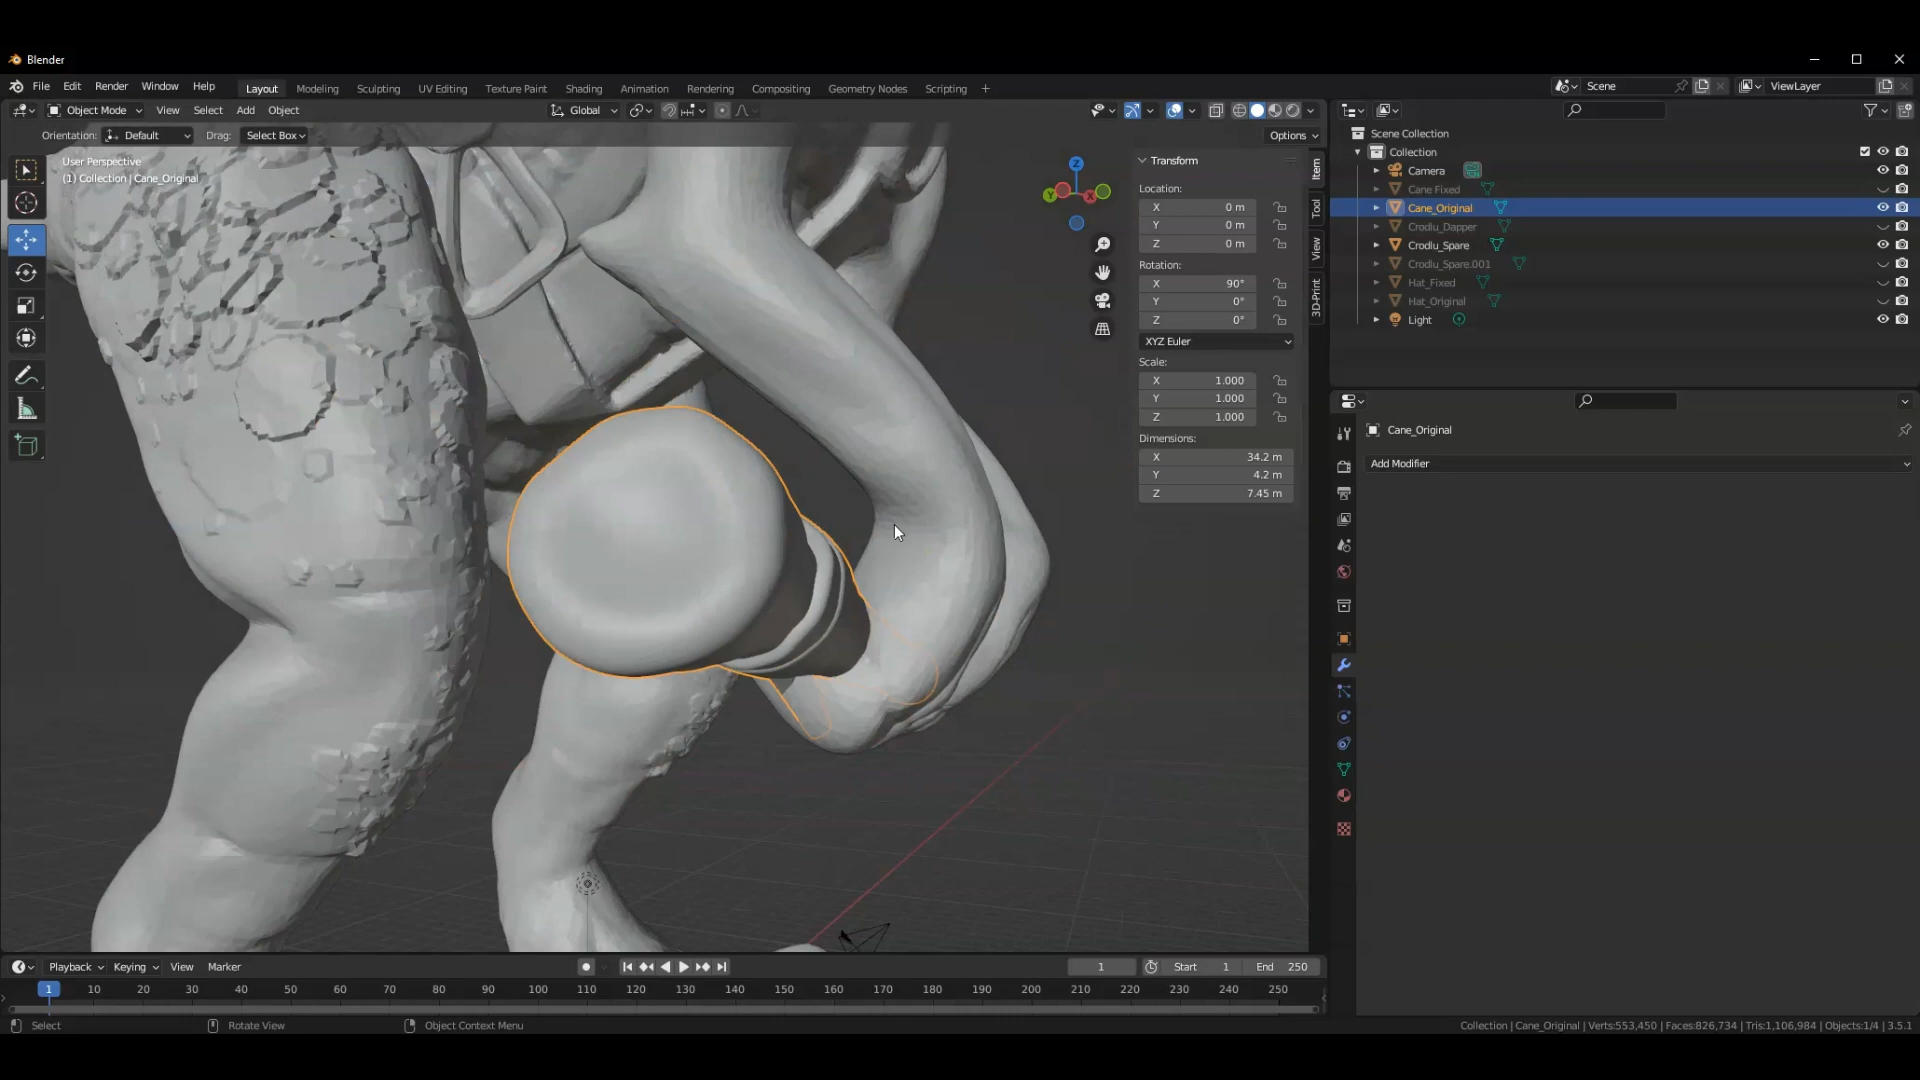 Blender
File Edit Render Window Help Layout Modeling Sculpting UV Editing Texture Paint Shading Animation Rendering Compositing Geometry Nodes Scripting + Scene ViewLayer
Object Mode View Select Add Object Global
Orientation: Default Drag: Select Box Options
User Perspective
(1) Collection | Cane_Original
Z
Y
X
Item
Tool
View
3D-Print
Transform
Location:
X 0 m
Y 0 m
Z 0 m
Rotation:
X 90°
Y 0°
Z 0°
XYZ Euler
Scale:
X 1.000
Y 1.000
Z 1.000
Dimensions:
X 34.2 m
Y 4.2 m
Z 7.45 m
Scene Collection
Collection
Camera
Cane Fixed
Cane_Original
Crodlu_Dapper
Crodlu_Spare
Crodlu_Spare.001
Hat_Fixed
Hat_Original
Light
Cane_Original
Add Modifier
Playback Keying View Marker 1 Start 1 End 250
1 10 20 30 40 50 60 70 80 90 100 110 120 130 140 150 160 170 180 190 200 210 220 230 240 250
Select Rotate View Object Context Menu
Collection | Cane_Original | Verts:553,450 | Faces:826,734 | Tris:1,106,984 | Objects:1/4 | 3.5.1